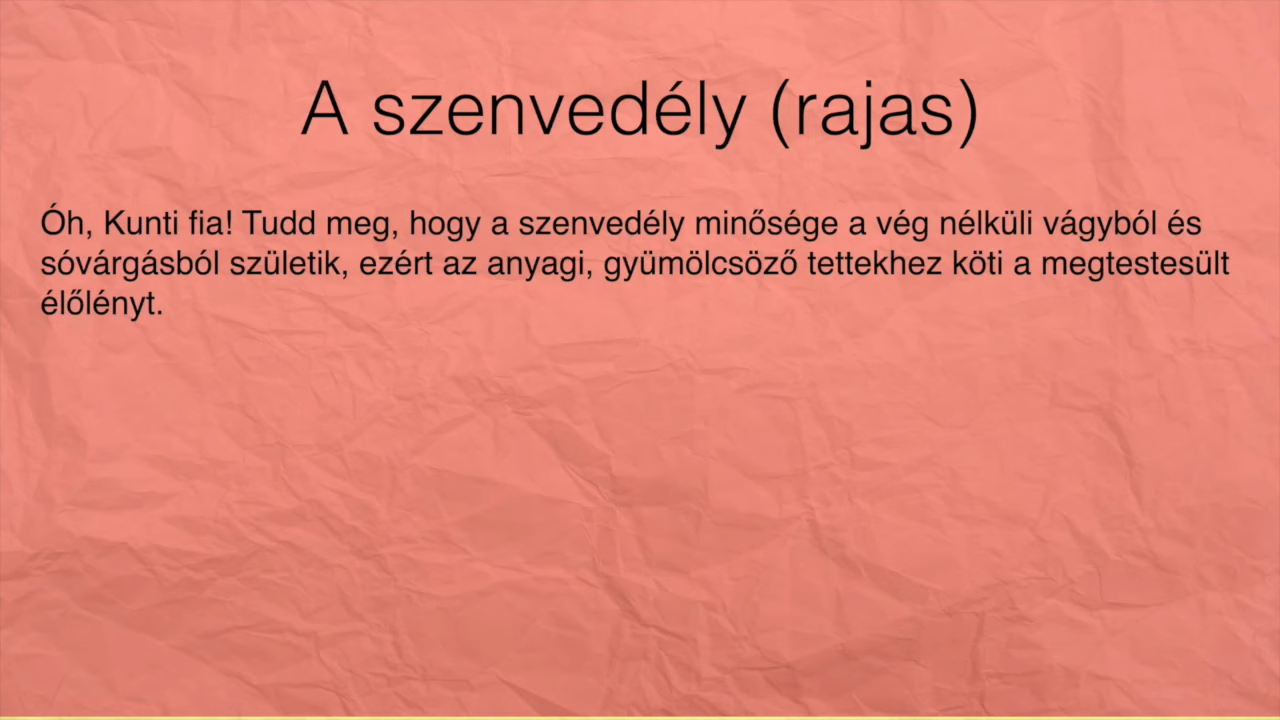 A szenvedély (rajas)
Óh, Kunti fia! Tudd meg, hogy a szenvedély minősége a vég nélküli vágyból és
sóvárgásból születik, ezért az anyagi, gyümölcsöző tettekhez köti a megtestesült
élőlényt.